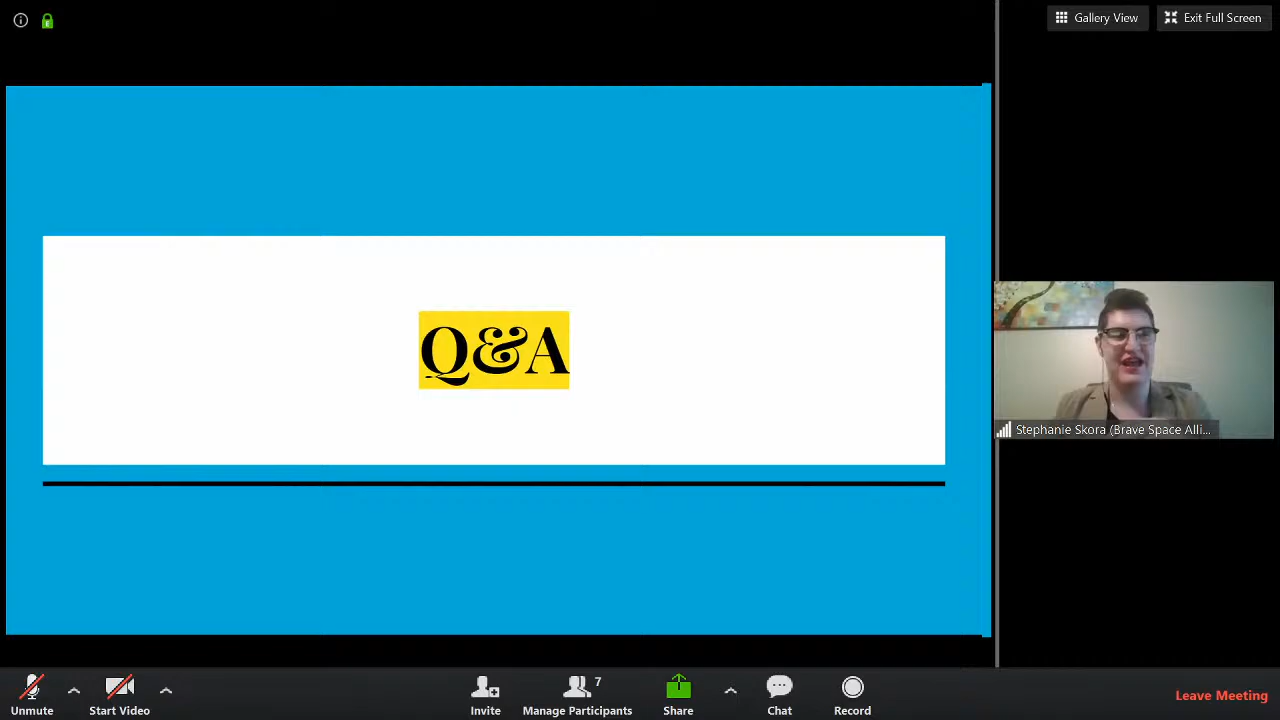 Gallery View
Exit Full Screen
Q&A
Stephanie Skora (Brave Space Alli...
7
Unmute
Start Video
Invite
Manage Participants
Share
Chat
Record
Leave Meeting